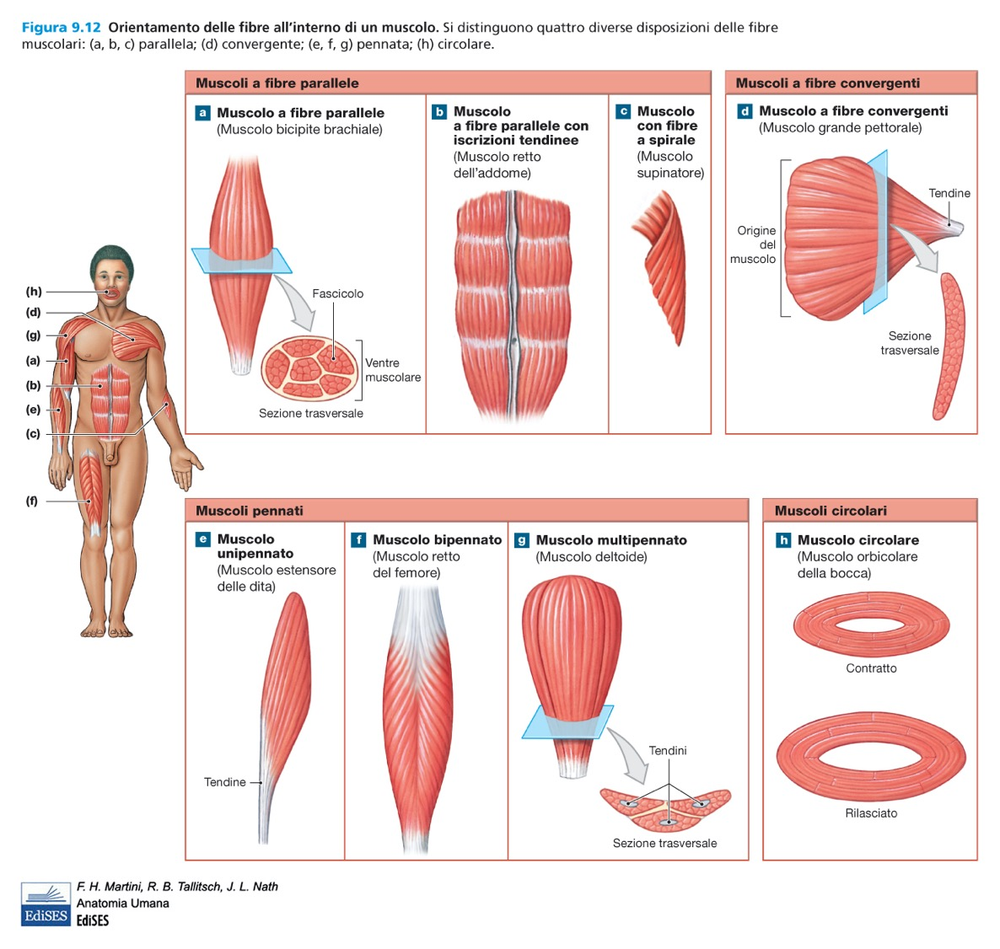 Figura 9.12 Orientamento delle fibre all'interno di un muscolo. Si distinguono quattro diverse disposizioni delle fibre
muscolari: (a, b, c) parallela; (d) convergente; (e, f, g) pennata; (h) circolare.
(h)
(d)
(g)
(a)
(b)
(e)
(c)
(f)
Muscoli a fibre parallele
a Muscolo a fibre parallele
(Muscolo bicipite brachiale)
Fascicolo
Ventre
muscolare
Sezione trasversale
b Muscolo
a fibre parallele con
iscrizioni tendinee
(Muscolo retto
dell'addome)
c Muscolo
con fibre
a spirale
(Muscolo
supinatore)
Muscoli a fibre convergenti
d Muscolo a fibre convergenti
(Muscolo grande pettorale)
Tendine
Origine
del
muscolo
Sezione
trasversale
Muscoli pennati
e Muscolo
unipennato
(Muscolo estensore
delle dita)
Tendine
f Muscolo bipennato
(Muscolo retto
del femore)
g Muscolo multipennato
(Muscolo deltoide)
Tendini
Sezione trasversale
Muscoli circolari
h Muscolo circolare
(Muscolo orbicolare
della bocca)
Contratto
Rilasciato
EdiSES
F. H. Martini, R. B. Tallitsch, J. L. Nath
Anatomia Umana
EdiSES